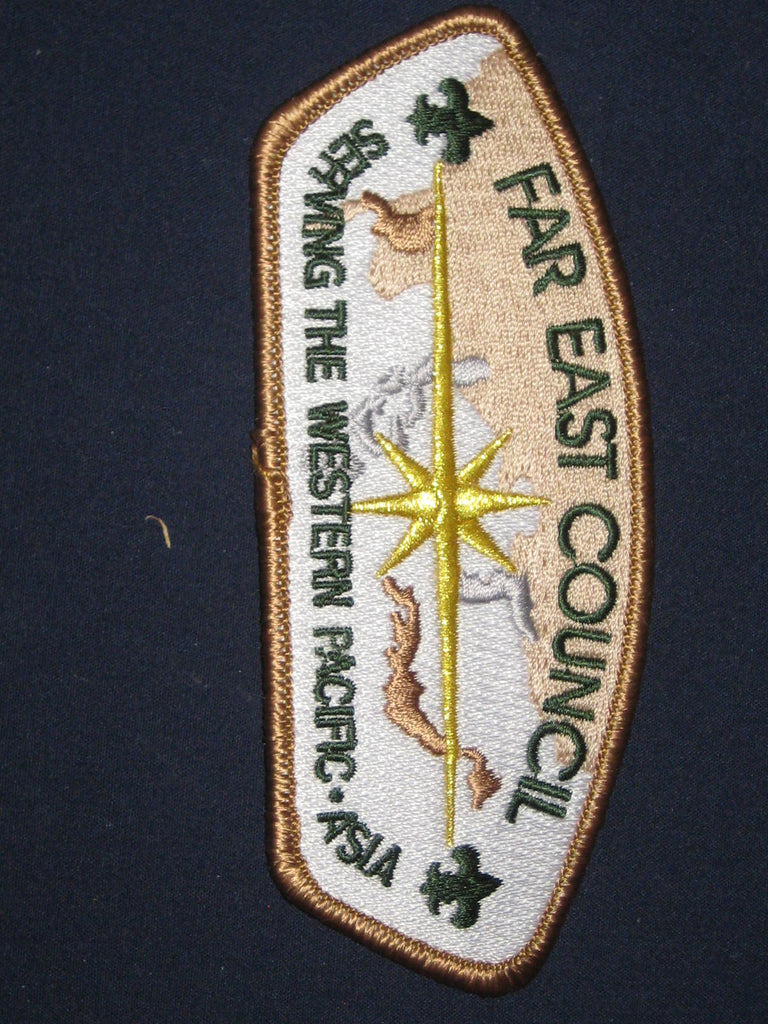 FAR EAST COUNCIL
SERVING THE WESTERN PACIFIC • ASIA